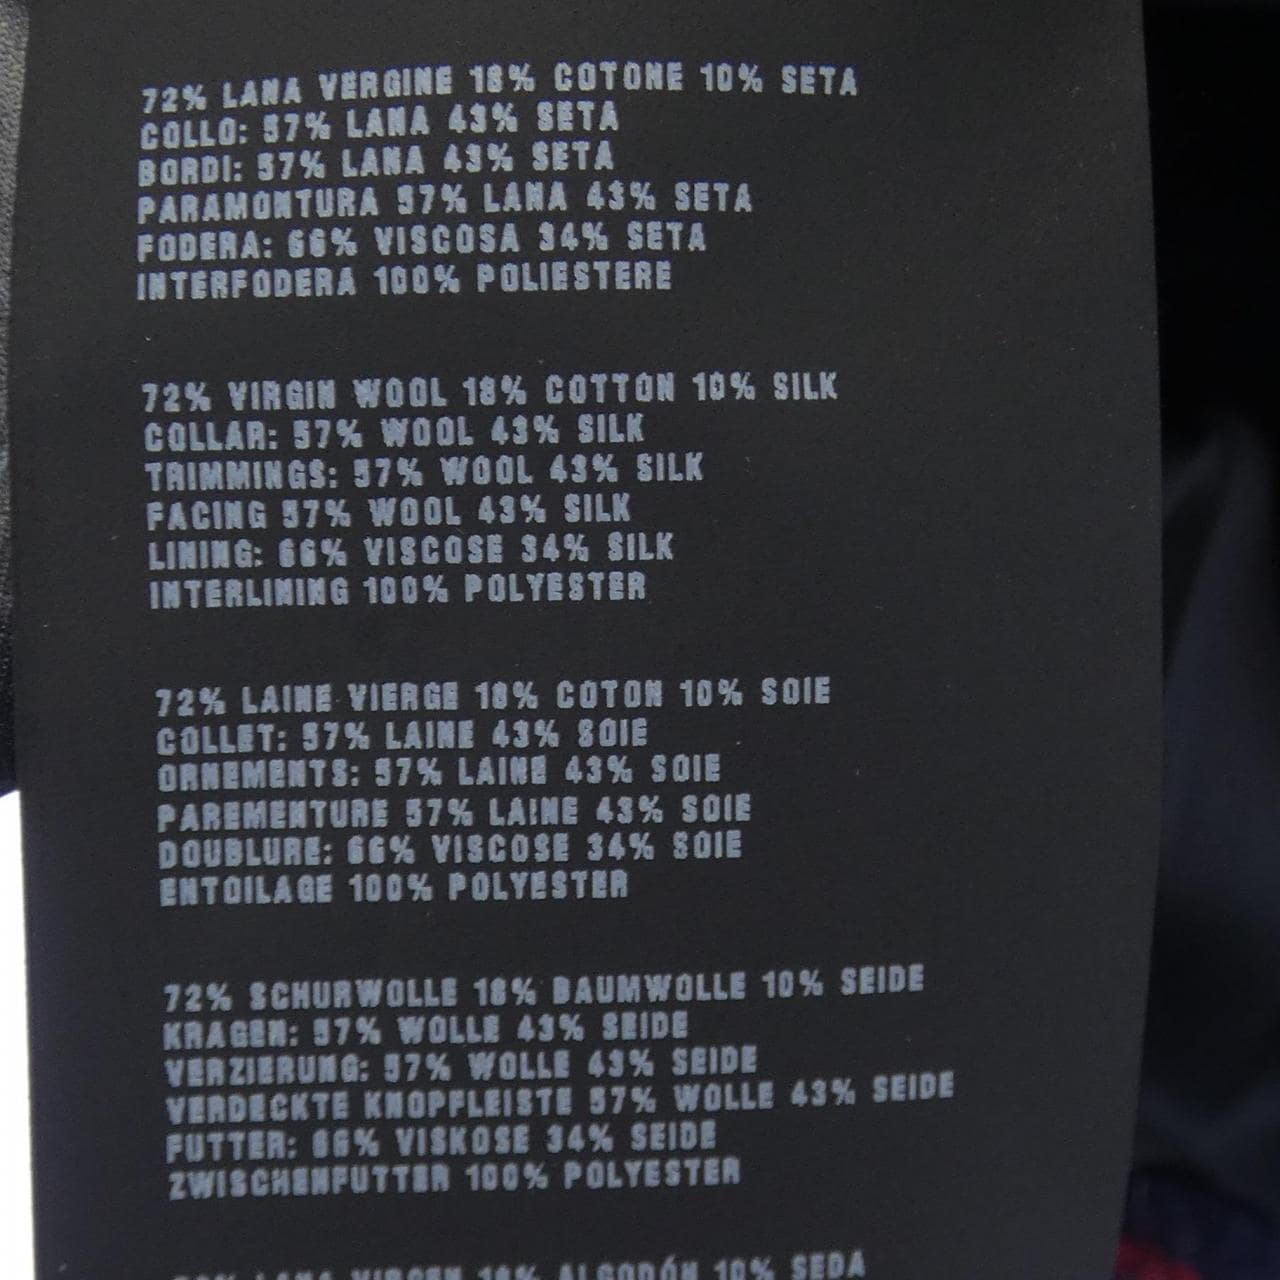 72% LANA VERGINE 18% COTONE 10% SETA
COLLO: 57% LANA 43% SETA
BORDI: 57% LANA 43% SETA
PARAMONTURA 57% LANA 43% SETA
FODERA: 66% VISCOSA 34% SETA
INTERFODERA 100% POLIESTERE
72% VIRGIN WOOL 18% COTTON 10% SILK
COLLAR: 57% WOOL 43% SILK
TRIMMINGS: 57% WOOL 43% SILK
FACING 57% WOOL 43% SILK
LINING: 66% VISCOSE 34% SILK
INTERLINING 100% POLYESTER
72% LAINE VIERGE 18% COTON 10% SOIE
COLLET: 57% LAINE 43% SOIE
ORNEMENTS: 57% LAINE 43% SOIE
PAREMENTURE 57% LAINE 43% SOIE
DOUBLURE: 66% VISCOSE 34% SOIE
ENTOILAGE 100% POLYESTER
72% SCHURWOLLE 18% BAUMWOLLE 10% SEIDE
KRAGEN: 57% WOLLE 43% SEIDE
VERZIERUNG: 57% WOLLE 43% SEIDE
VERDECKTE KNOPFLEISTE 57% WOLLE 43% SEIDE
FUTTER: 66% VISKOSE 34% SEIDE
ZWISCHENFUTTER 100% POLYESTER
LANA VIRGEN 18% ALGODÓN 10% SEDA